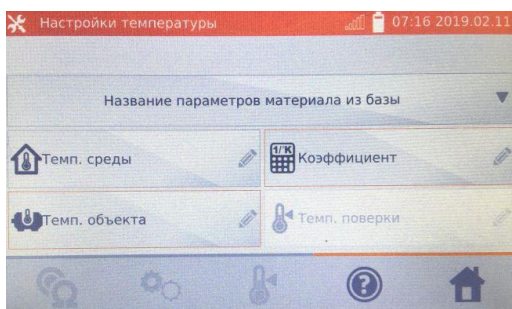 Настройки температуры 07:16 2019.02.11
Название параметров материала из базы
Темп. среды
1/°K Коэффициент
Темп. объекта
Темп. поверки
?